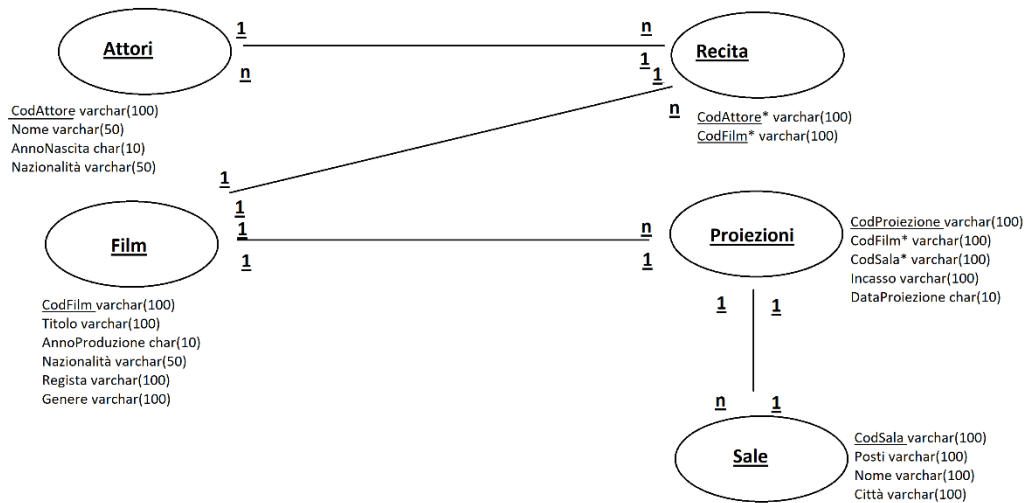 Attori
1
n
n
1
1
n
Recita
CodAttore varchar(100)
Nome varchar(50)
AnnoNascita char(10)
Nazionalità varchar(50)
CodAttore* varchar(100)
CodFilm* varchar(100)
1
1
1
1
Film
n
1
Proiezioni
CodProiezione varchar(100)
CodFilm* varchar(100)
CodSala* varchar(100)
Incasso varchar(100)
DataProiezione char(10)
CodFilm varchar(100)
Titolo varchar(100)
AnnoProduzione char(10)
Nazionalità varchar(50)
Regista varchar(100)
Genere varchar(100)
1
1
n
1
Sale
CodSala varchar(100)
Posti varchar(100)
Nome varchar(100)
Città varchar(100)